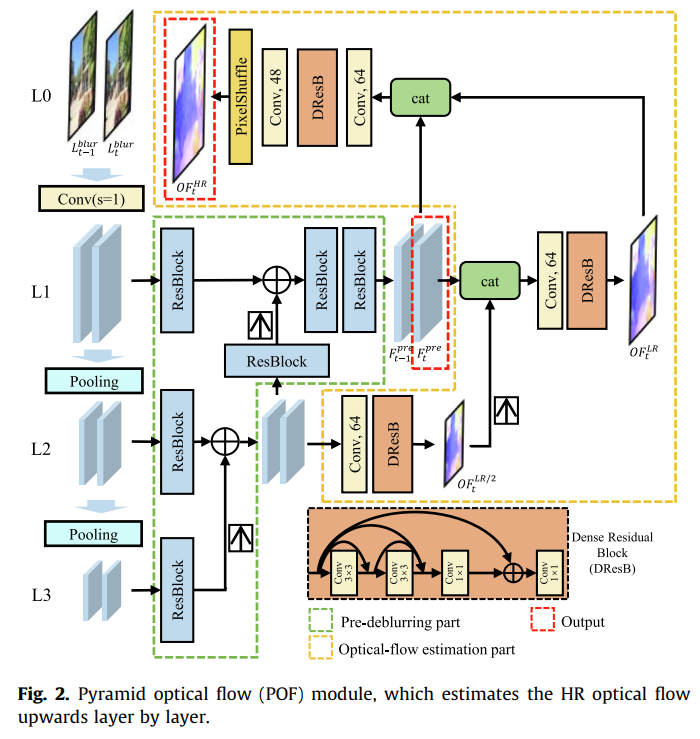 L0
L_{t-1}^{blur} L_t^{blur}
Conv(s=1)
OF_t^{HR}
PixelShuffle
Conv, 48
DResB
Conv, 64
cat
L1
ResBlock
ResBlock
ResBlock
ResBlock
F_{t-1}^{pre} F_t^{pre}
cat
Conv, 64
DResB
OF_t^{LR}
Pooling
L2
ResBlock
Conv, 64
DResB
OF_t^{LR/2}
Pooling
L3
ResBlock
Conv
3×3
Conv
3×3
Conv
1×1
Conv
1×1
Dense Residual
Block
(DResB)
Pre-deblurring part
Output
Optical-flow estimation part
Fig. 2. Pyramid optical flow (POF) module, which estimates the HR optical flow
upwards layer by layer.